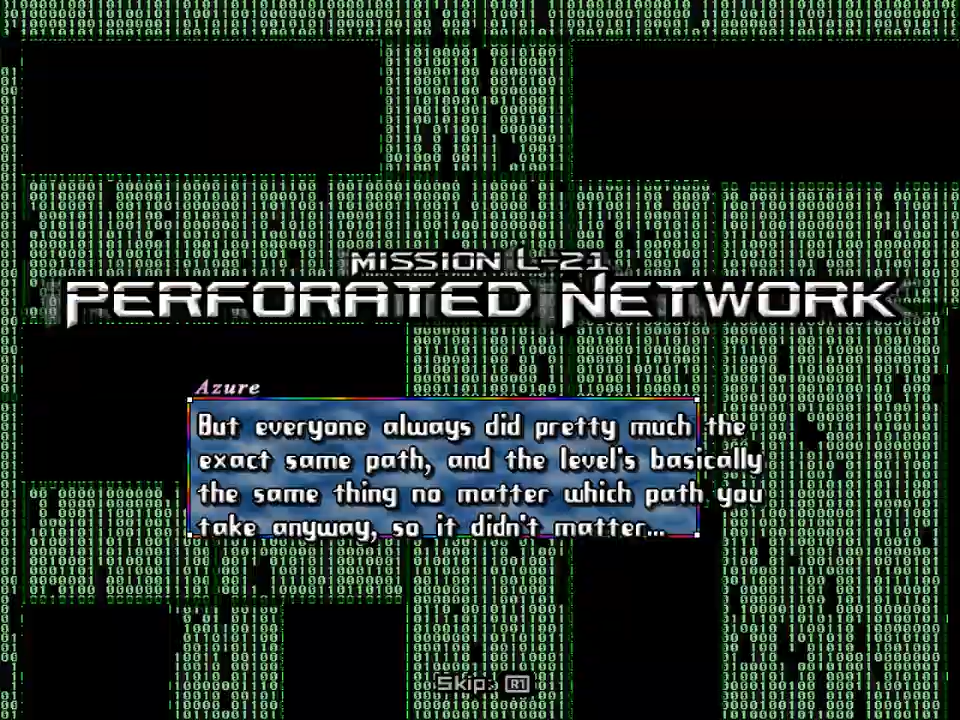 MISSION L-21
PERFORATED NETWORK
Azure
But everyone always did pretty much the
exact same path, and the level's basically
the same thing no matter which path you
take anyway, so it didn't matter...
Skip: R1